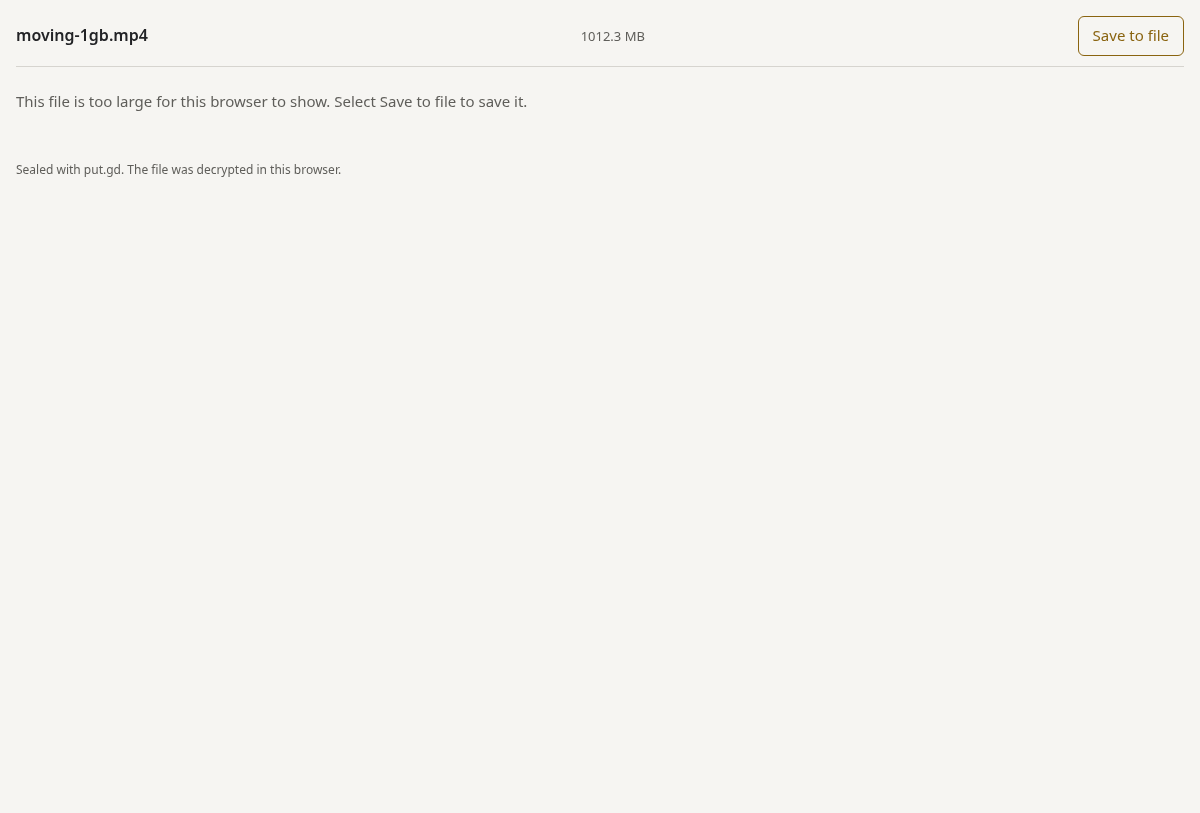 moving-1gb.mp4
1012.3 MB
Save to file
This file is too large for this browser to show. Select Save to file to save it.
Sealed with put.gd. The file was decrypted in this browser.